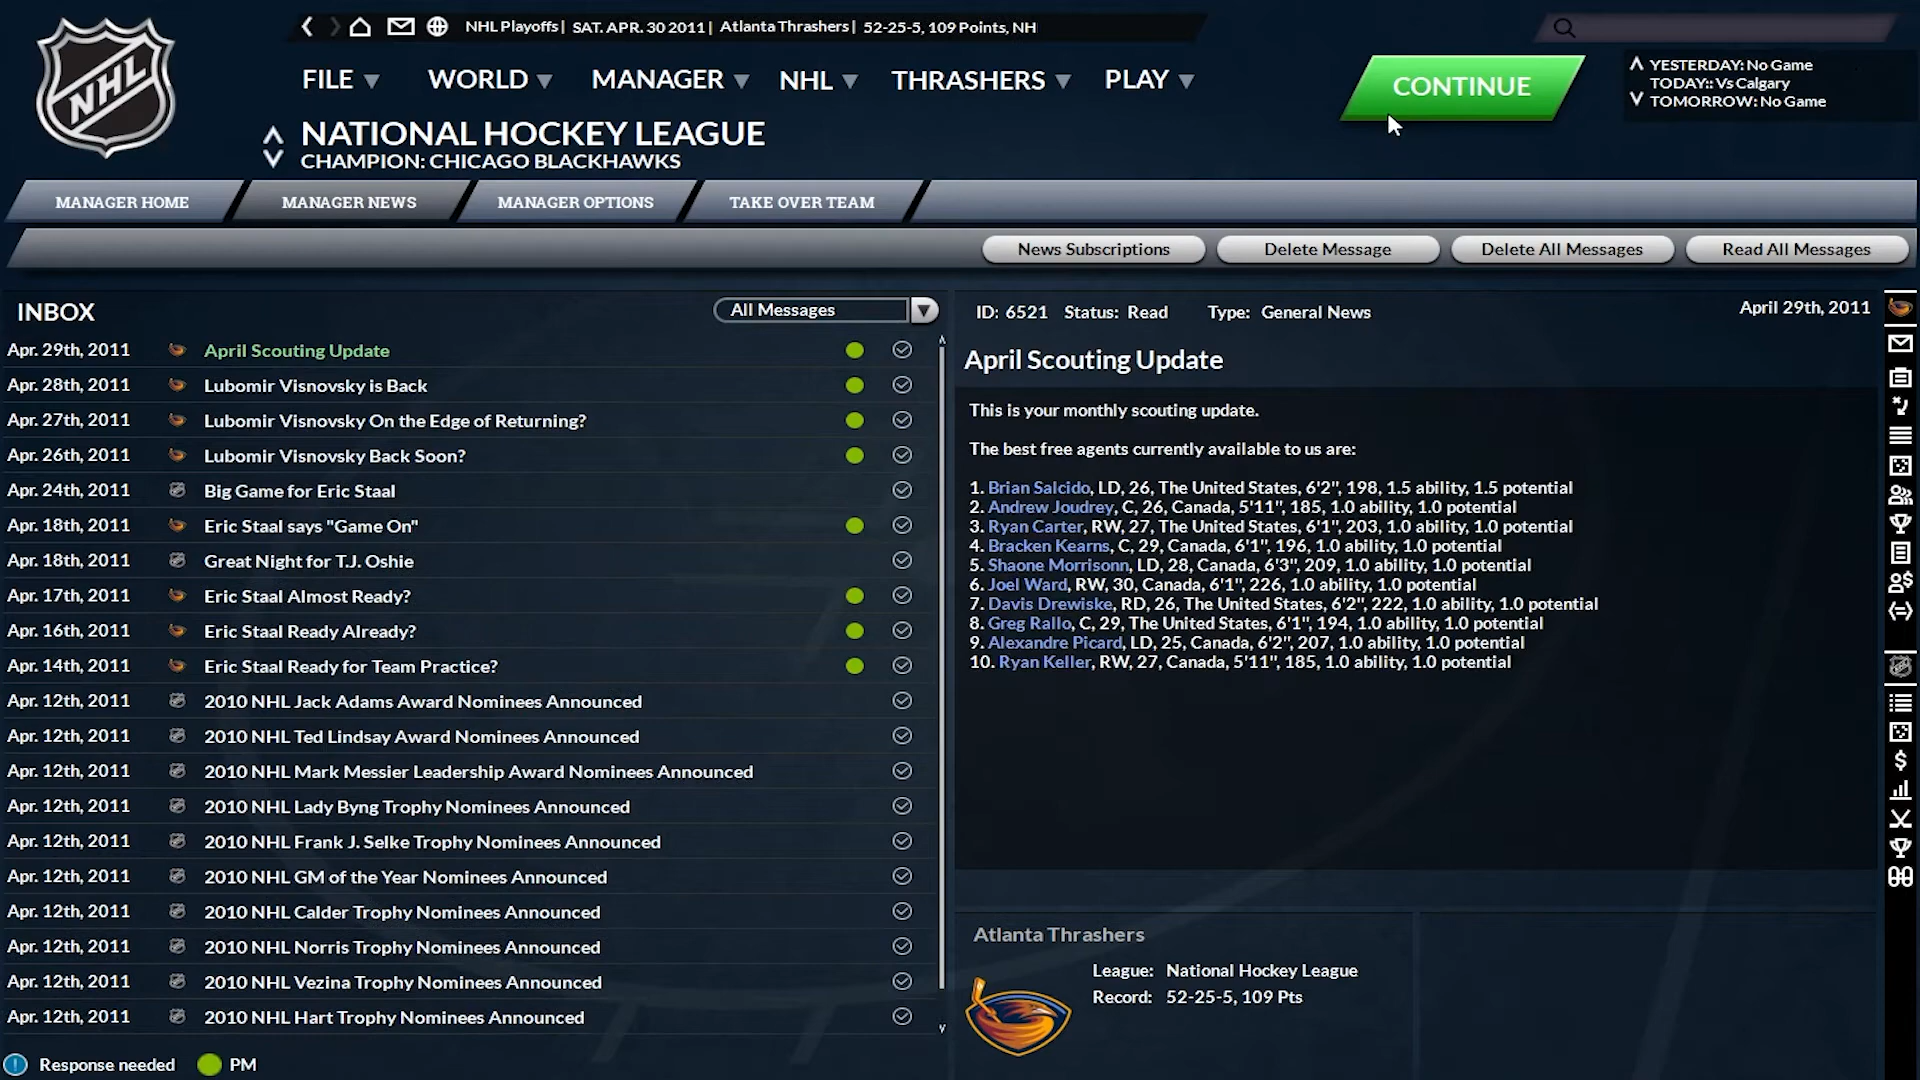 NHL Playoffs | SAT. APR. 30 2011 | Atlanta Thrashers | 52-25-5, 109 Points, NH
NHL
FILE WORLD MANAGER NHL THRASHERS PLAY
CONTINUE
YESTERDAY: No Game
TODAY:: Vs Calgary
TOMORROW: No Game
NATIONAL HOCKEY LEAGUE
CHAMPION: CHICAGO BLACKHAWKS
MANAGER HOME MANAGER NEWS MANAGER OPTIONS TAKE OVER TEAM
News Subscriptions Delete Message Delete All Messages Read All Messages
INBOX All Messages
Apr. 29th, 2011 April Scouting Update
Apr. 28th, 2011 Lubomir Visnovsky is Back
Apr. 27th, 2011 Lubomir Visnovsky On the Edge of Returning?
Apr. 26th, 2011 Lubomir Visnovsky Back Soon?
Apr. 24th, 2011 Big Game for Eric Staal
Apr. 18th, 2011 Eric Staal says "Game On"
Apr. 18th, 2011 Great Night for T.J. Oshie
Apr. 17th, 2011 Eric Staal Almost Ready?
Apr. 16th, 2011 Eric Staal Ready Already?
Apr. 14th, 2011 Eric Staal Ready for Team Practice?
Apr. 12th, 2011 2010 NHL Jack Adams Award Nominees Announced
Apr. 12th, 2011 2010 NHL Ted Lindsay Award Nominees Announced
Apr. 12th, 2011 2010 NHL Mark Messier Leadership Award Nominees Announced
Apr. 12th, 2011 2010 NHL Lady Byng Trophy Nominees Announced
Apr. 12th, 2011 2010 NHL Frank J. Selke Trophy Nominees Announced
Apr. 12th, 2011 2010 NHL GM of the Year Nominees Announced
Apr. 12th, 2011 2010 NHL Calder Trophy Nominees Announced
Apr. 12th, 2011 2010 NHL Norris Trophy Nominees Announced
Apr. 12th, 2011 2010 NHL Vezina Trophy Nominees Announced
Apr. 12th, 2011 2010 NHL Hart Trophy Nominees Announced
Response needed PM
ID: 6521 Status: Read Type: General News April 29th, 2011
April Scouting Update
This is your monthly scouting update.
The best free agents currently available to us are:
1. Brian Salcido, LD, 26, The United States, 6'2", 198, 1.5 ability, 1.5 potential
2. Andrew Joudrey, C, 26, Canada, 5'11", 185, 1.0 ability, 1.0 potential
3. Ryan Carter, RW, 27, The United States, 6'1", 203, 1.0 ability, 1.0 potential
4. Bracken Kearns, C, 29, Canada, 6'1", 196, 1.0 ability, 1.0 potential
5. Shaone Morrisonn, LD, 28, Canada, 6'3", 209, 1.0 ability, 1.0 potential
6. Joel Ward, RW, 30, Canada, 6'1", 226, 1.0 ability, 1.0 potential
7. Davis Drewiske, RD, 26, The United States, 6'2", 222, 1.0 ability, 1.0 potential
8. Greg Rallo, C, 29, The United States, 6'1", 194, 1.0 ability, 1.0 potential
9. Alexandre Picard, LD, 25, Canada, 6'2", 207, 1.0 ability, 1.0 potential
10. Ryan Keller, RW, 27, Canada, 5'11", 185, 1.0 ability, 1.0 potential
Atlanta Thrashers
League: National Hockey League
Record: 52-25-5, 109 Pts